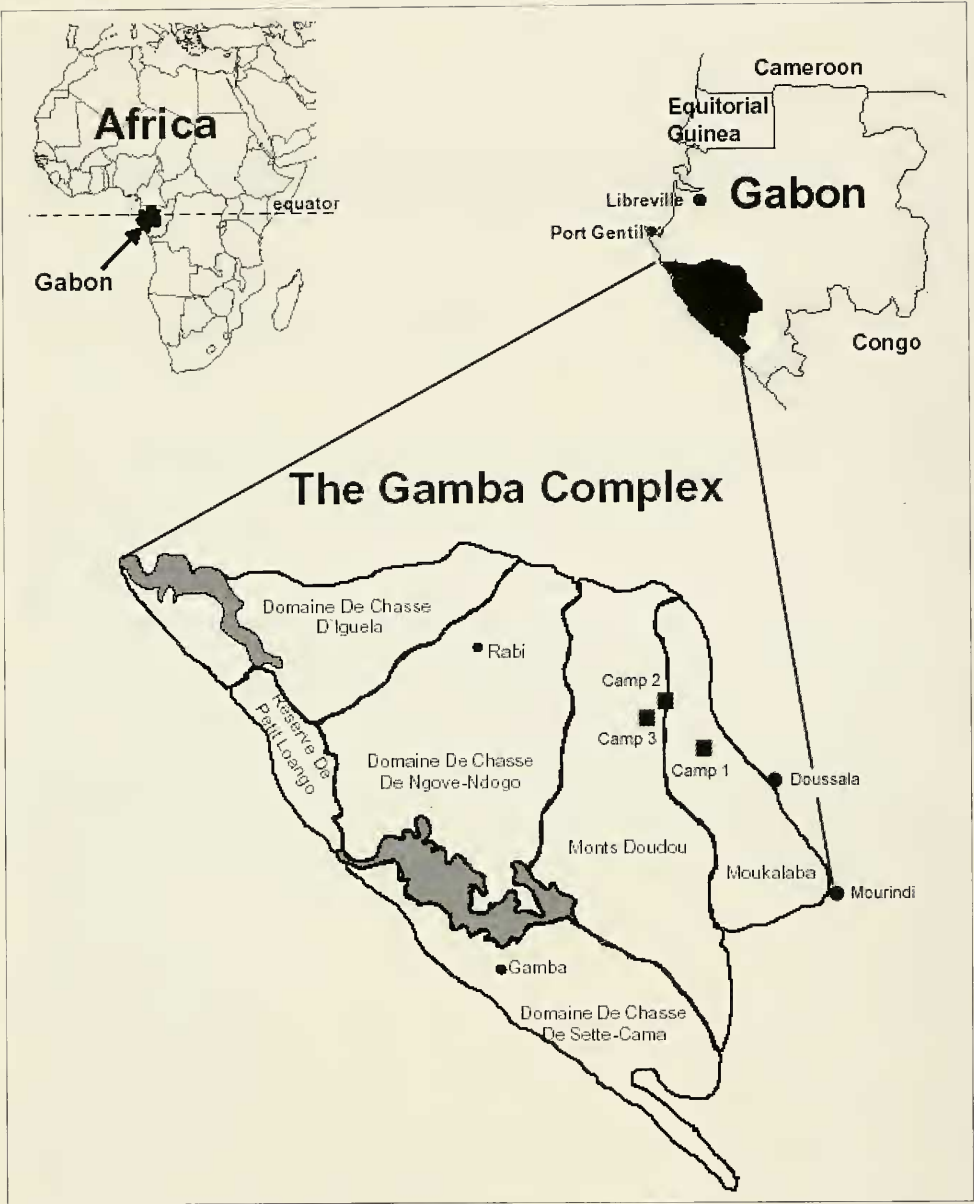 Africa
equator
Gabon
Cameroon
Equitorial
Guinea
Libreville
Gabon
Port Gentil
Congo
The Gamba Complex
Domaine De Chasse
D'Iguela
Rabi
Reserve De
Petit Loango
Domaine De Chasse
De Ngove-Ndogo
Camp 2
Camp 3
Camp 1
Doussala
Monts Doudou
Moukalaba
Mourindi
Gamba
Domaine De Chasse
De Sette-Cama